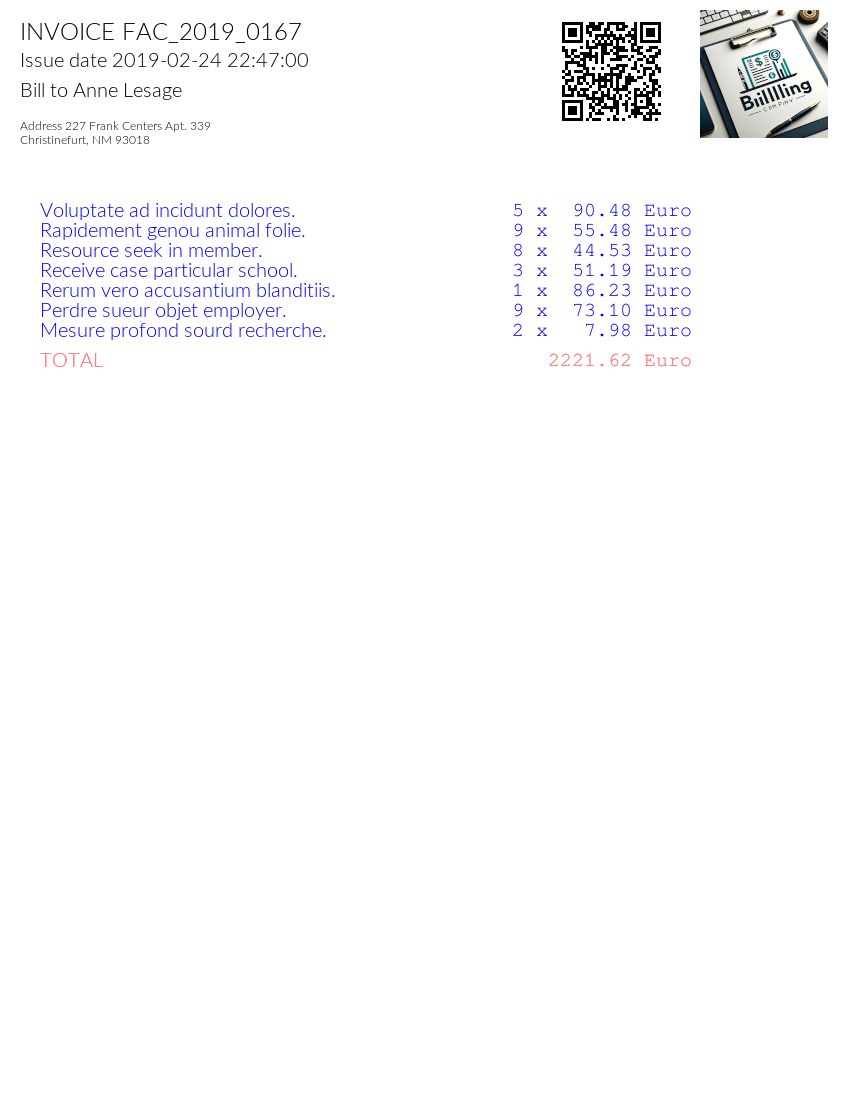 INVOICE FAC_2019_0167
Issue date 2019-02-24 22:47:00
Bill to Anne Lesage
Address 227 Frank Centers Apt. 339
Christinefurt, NM 93018
Biillling
COMPANY
Voluptate ad incidunt dolores. 5 x 90.48 Euro
Rapidement genou animal folie. 9 x 55.48 Euro
Resource seek in member. 8 x 44.53 Euro
Receive case particular school. 3 x 51.19 Euro
Rerum vero accusantium blanditiis. 1 x 86.23 Euro
Perdre sueur objet employer. 9 x 73.10 Euro
Mesure profond sourd recherche. 2 x 7.98 Euro
TOTAL 2221.62 Euro